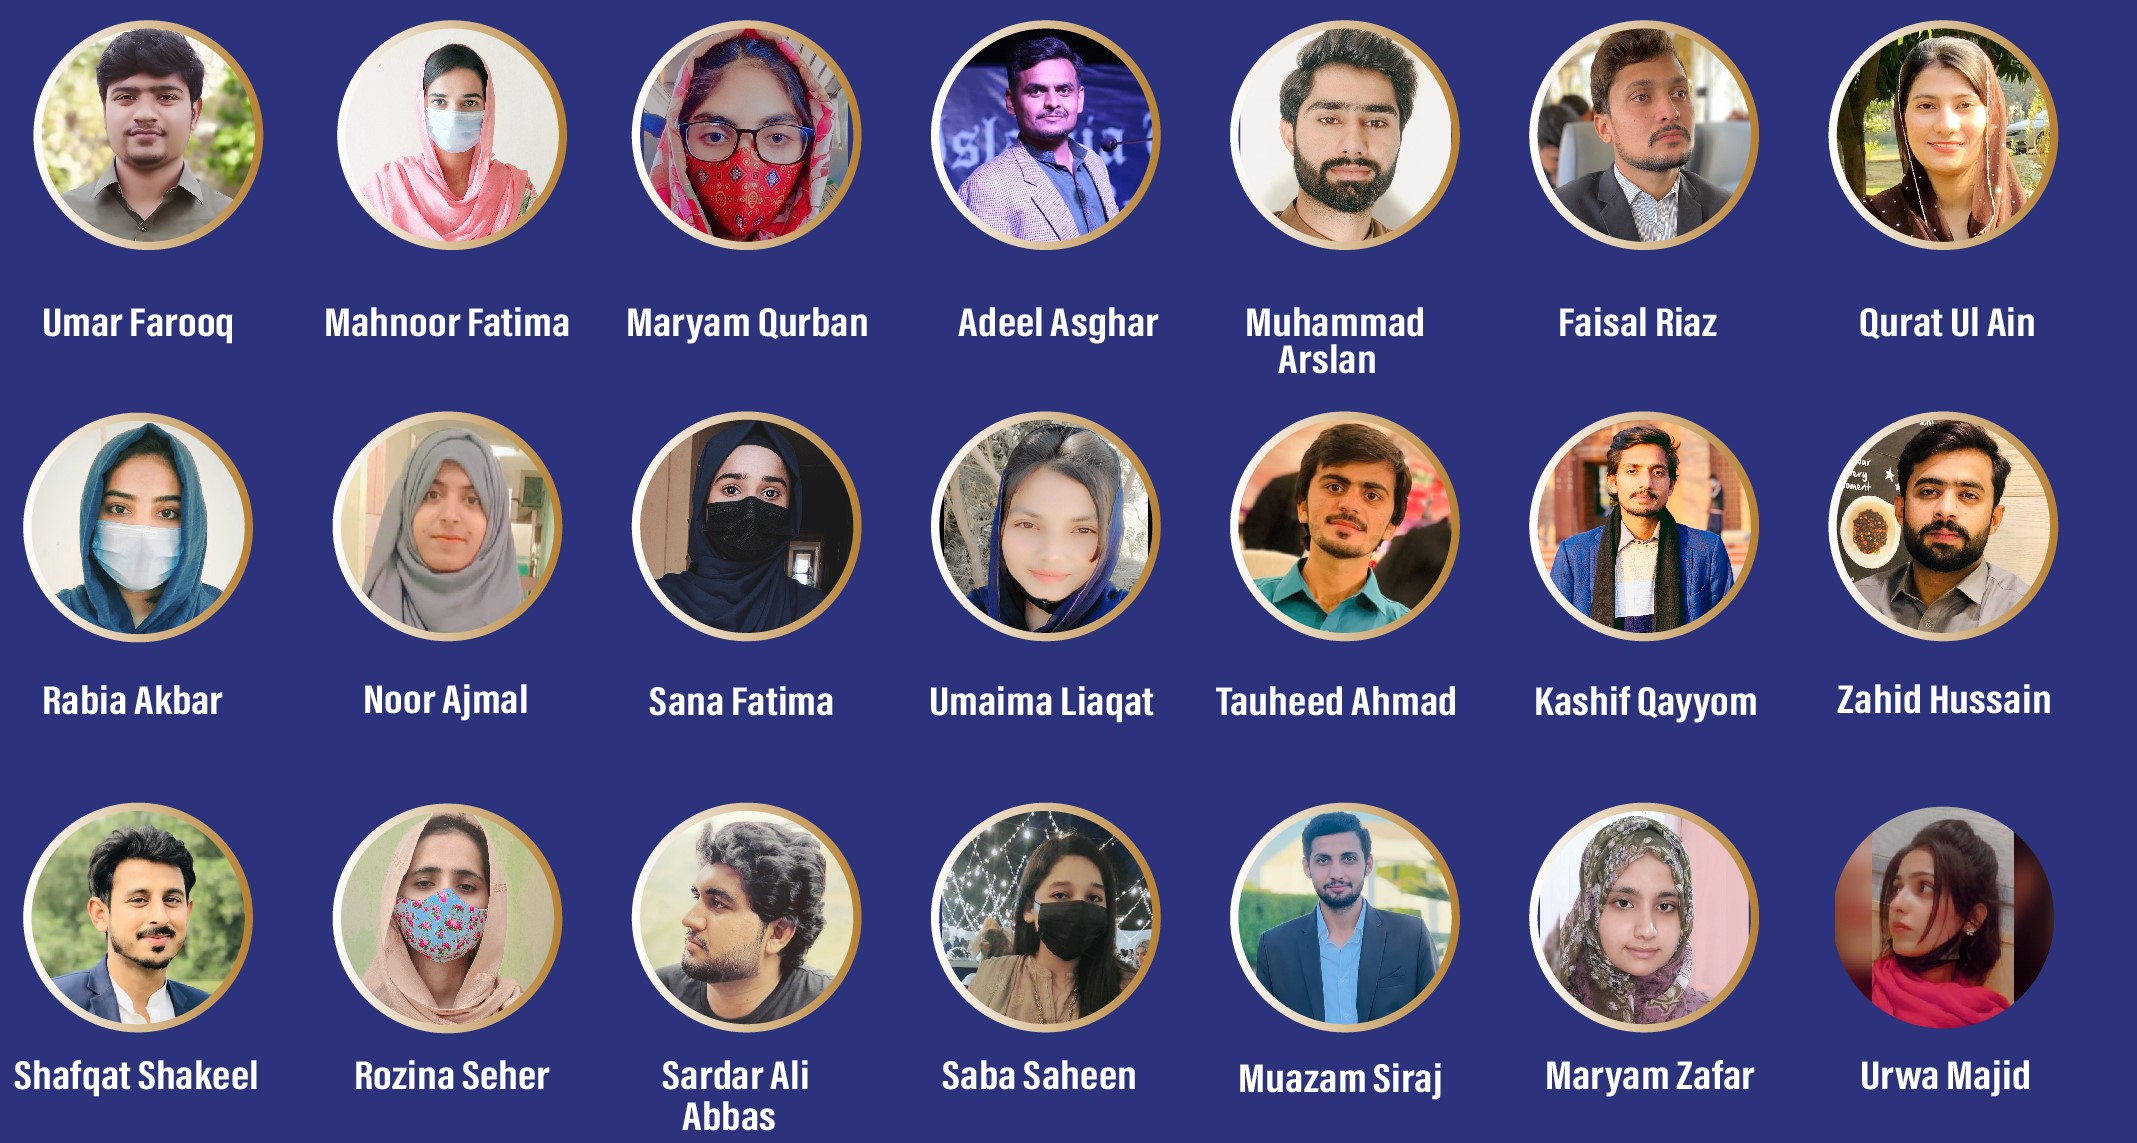 slamia
Umar Farooq
Mahnoor Fatima
Maryam Qurban
Adeel Asghar
Muhammad
Arslan
Faisal Riaz
Qurat Ul Ain
Rabia Akbar
Noor Ajmal
Sana Fatima
Umaima Liaqat
Tauheed Ahmad
Kashif Qayyom
Zahid Hussain
Shafqat Shakeel
Rozina Seher
Sardar Ali
Abbas
Saba Saheen
Muazam Siraj
Maryam Zafar
Urwa Majid